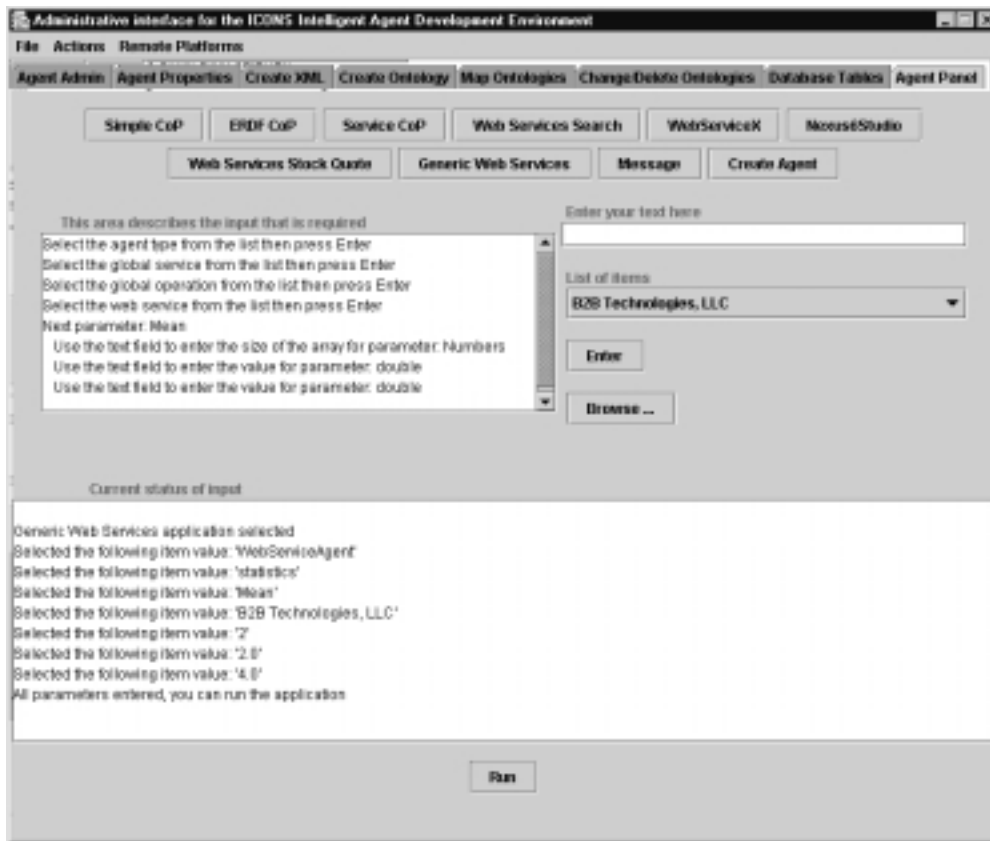 Administrative interface for the ICONS Intelligent Agent Development Environment
File Actions Remote Platforms
Agent Admin Agent Properties Create XML Create Ontology Map Ontologies Change/Delete Ontologies Database Tables Agent Panel
Simple CoP ERDF CoP Service CoP Web Services Search WebServiceX
Web Services Stock Quote Generic Web Services Message Create Agent
This area describes the input that is required
Enter your text here
Select the agent type from the list then press Enter
Select the global service from the list then press Enter
Select the global operation from the list then press Enter
Select the web service from the list then press Enter
Next parameter: Mean
Use the text field to enter the size of the array for parameter: Numbers
Use the text field to enter the value for parameter: double
Use the text field to enter the value for parameter: double
List of items
B2B Technologies, LLC
Enter
Browse ...
Current status of input
Generic Web Services application selected
Selected the following item value: 'WebServiceAgent'
Selected the following item value: 'statistics'
Selected the following item value: 'Mean'
Selected the following item value: 'B2B Technologies, LLC'
Selected the following item value: '2'
Selected the following item value: '2.0'
Selected the following item value: '4.0'
All parameters entered, you can run the application
Run